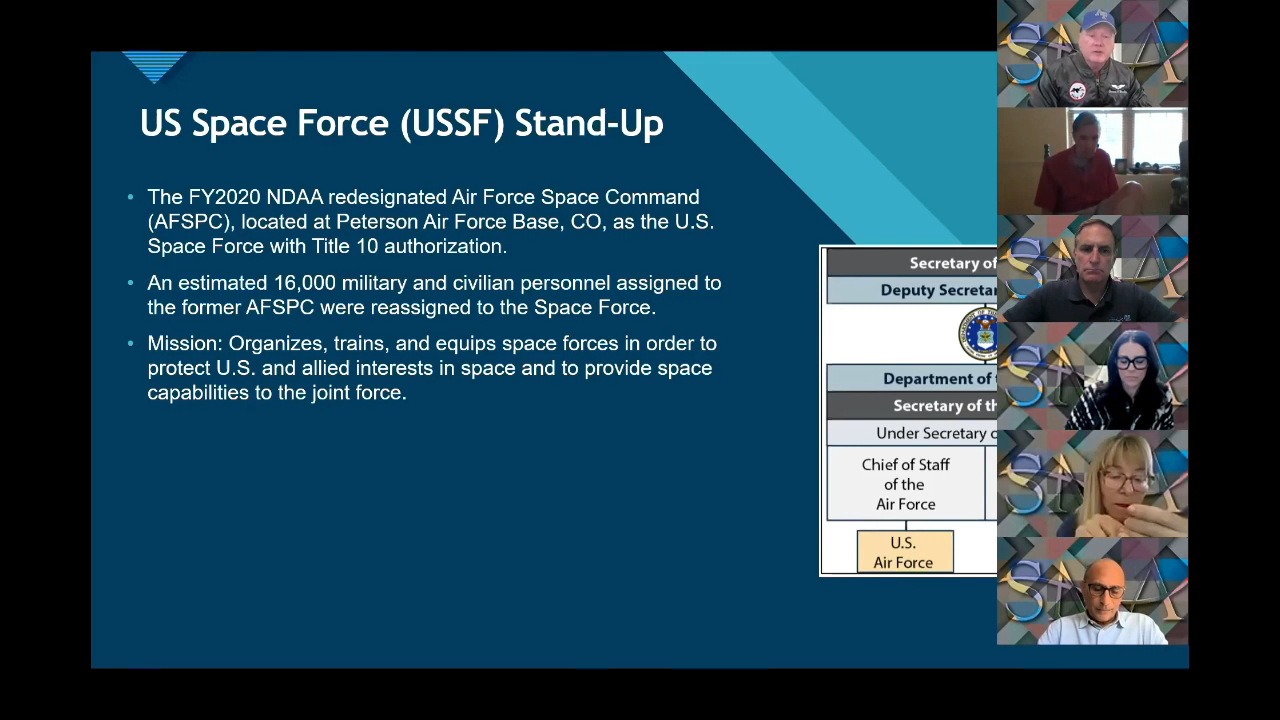 US Space Force (USSF) Stand-Up
• The FY2020 NDAA redesignated Air Force Space Command
(AFSPC), located at Peterson Air Force Base, CO, as the U.S.
Space Force with Title 10 authorization.
• An estimated 16,000 military and civilian personnel assigned to
the former AFSPC were reassigned to the Space Force.
• Mission: Organizes, trains, and equips space forces in order to
protect U.S. and allied interests in space and to provide space
capabilities to the joint force.
Secretary of
Deputy
Department of
Secretary of
Under Secretary
Chief of Staff
of the
Air Force
U.S.
Air Force